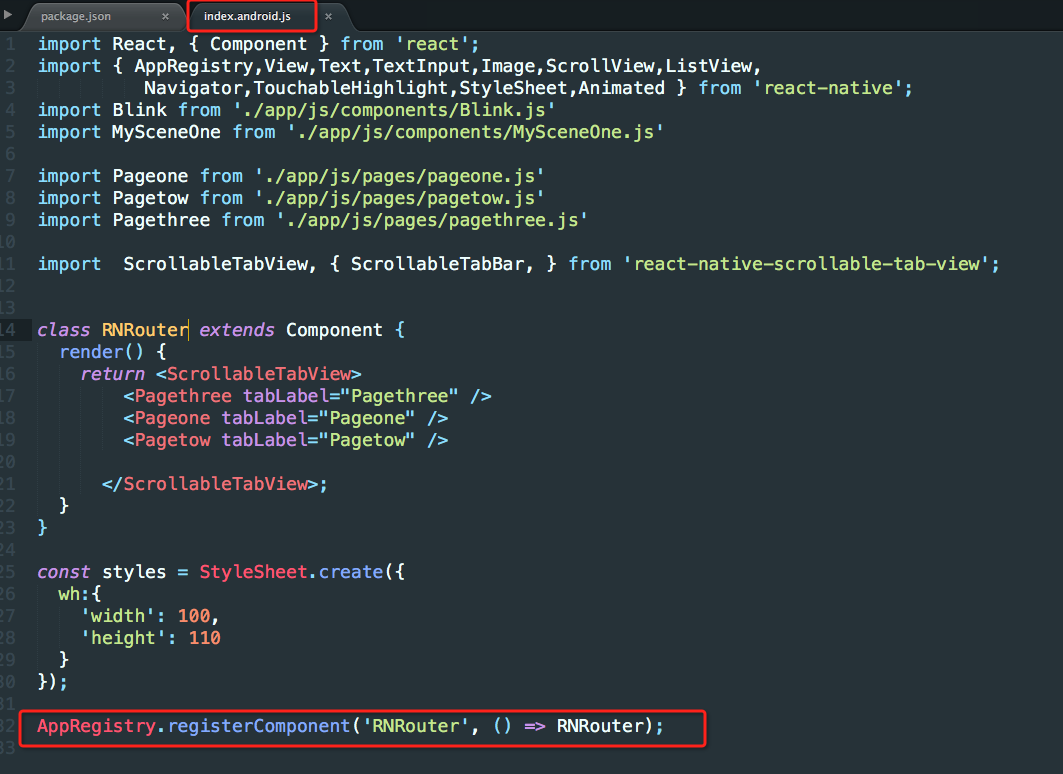 package.json × index.android.js ×
1 import React, { Component } from 'react';
2 import { AppRegistry,View,Text,TextInput,Image,ScrollView,ListView,
3 Navigator,TouchableHighlight,StyleSheet,Animated } from 'react-native';
4 import Blink from './app/js/components/Blink.js'
5 import MySceneOne from './app/js/components/MySceneOne.js'
6
7 import Pageone from './app/js/pages/pageone.js'
8 import Pagetow from './app/js/pages/pagetow.js'
9 import Pagethree from './app/js/pages/pagethree.js'
10
11 import  ScrollableTabView, { ScrollableTabBar, } from 'react-native-scrollable-tab-view';
12
13
14 class RNRouter extends Component {
15 render() {
16 return <ScrollableTabView>
17 <Pagethree tabLabel="Pagethree" />
18 <Pageone tabLabel="Pageone" />
19 <Pagetow tabLabel="Pagetow" />
20
21 </ScrollableTabView>;
22 }
23 }
24
25 const styles = StyleSheet.create({
26 wh:{
27 'width': 100,
28 'height': 110
29 }
30 });
31
32 AppRegistry.registerComponent('RNRouter', () => RNRouter);
33